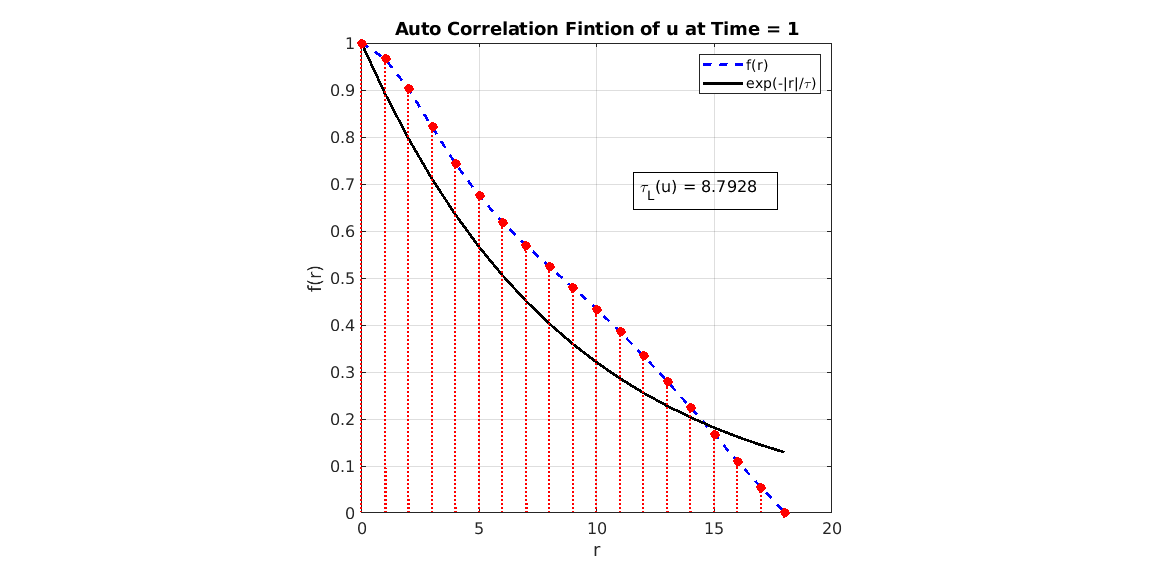 Auto Correlation Fintion of u at Time = 1
f(r)
exp(-|r|/τ)
τL(u) = 8.7928
1
0.9
0.8
0.7
0.6
0.5
0.4
0.3
0.2
0.1
0
f(r)
0 5 10 15 20
r